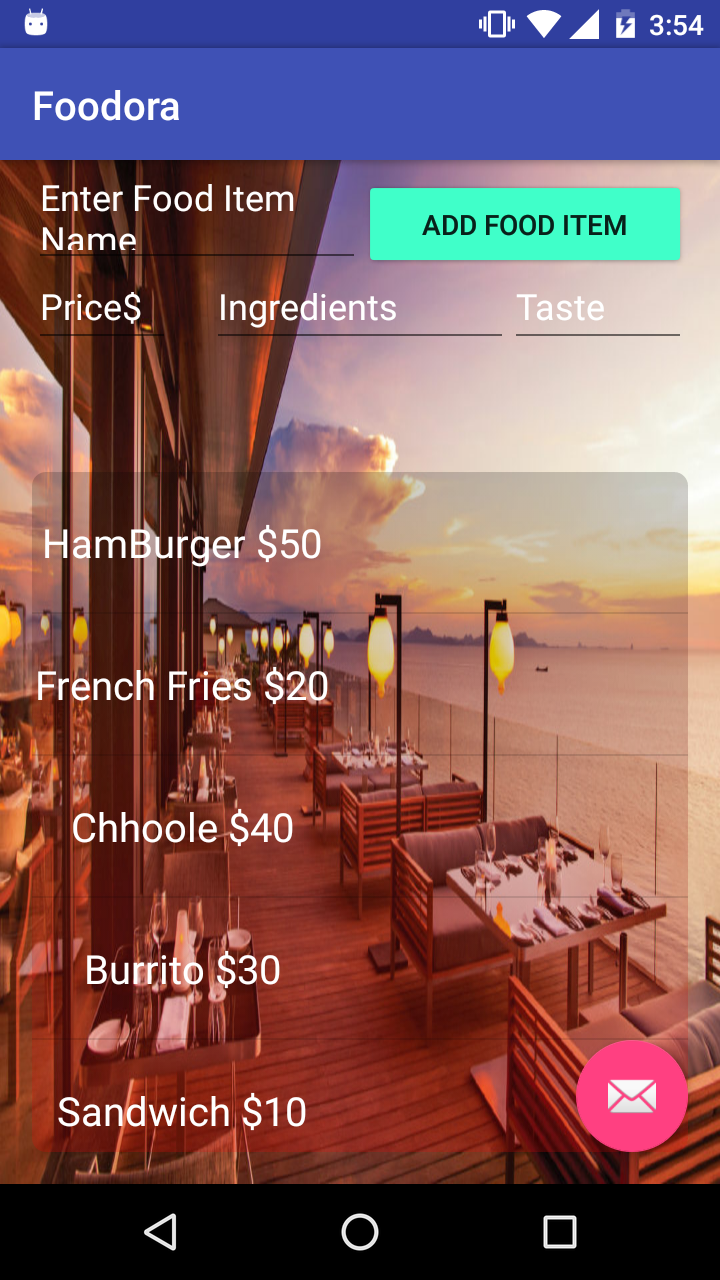 3:54
Foodora
Enter Food Item
Name
ADD FOOD ITEM
Price$ Ingredients Taste
HamBurger $50
French Fries $20
Chhoole $40
Burrito $30
Sandwich $10